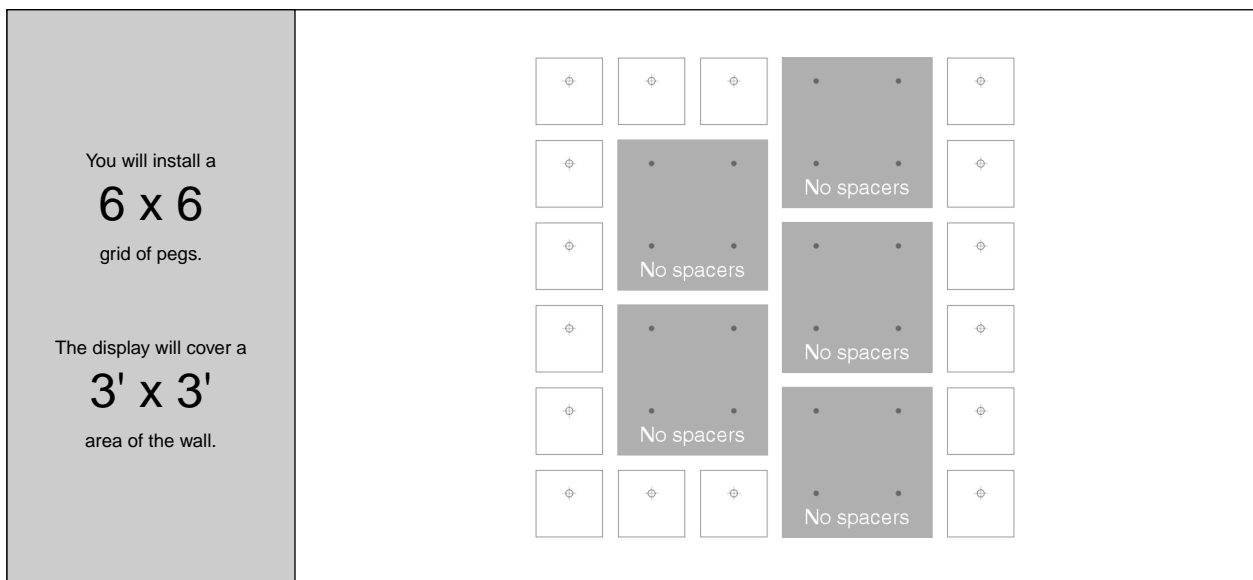 You will install a
6 x 6
grid of pegs.
The display will cover a
3' x 3'
area of the wall.
No spacers
No spacers
No spacers
No spacers
No spacers